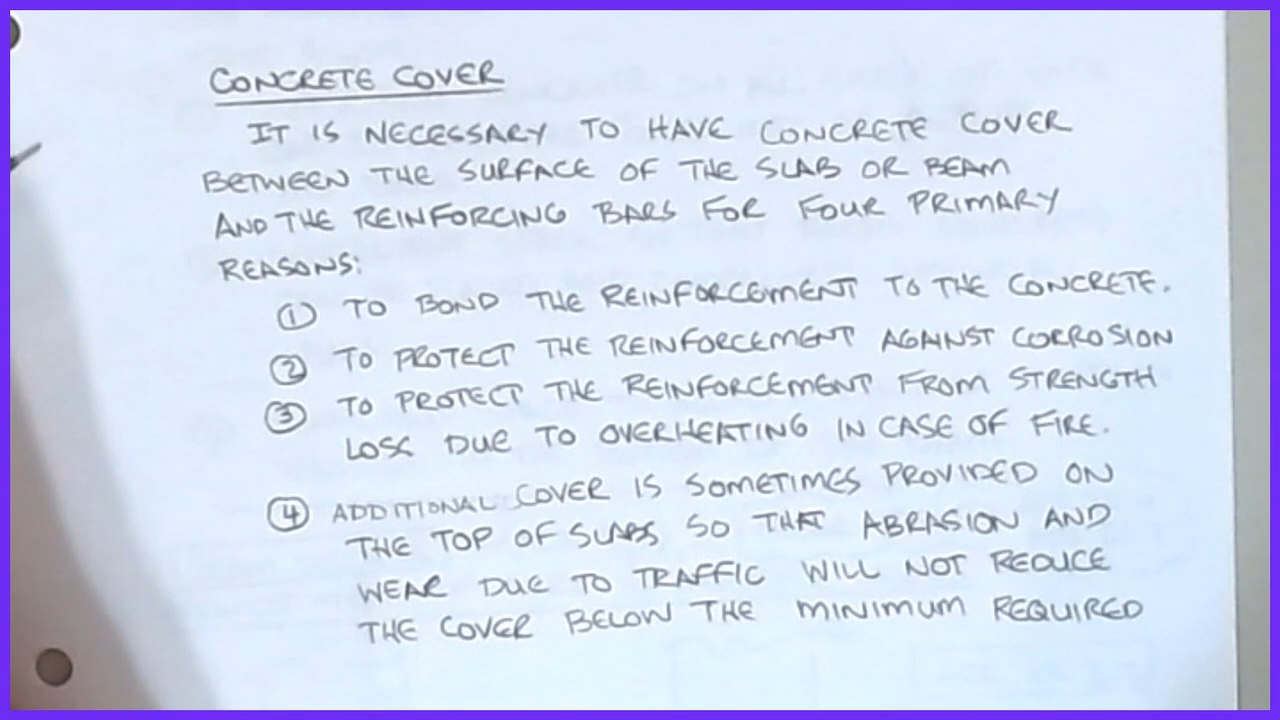 CONCRETE COVER
IT IS NECESSARY TO HAVE CONCRETE COVER
BETWEEN THE SURFACE OF THE SLAB OR BEAM
AND THE REINFORCING BARS FOR FOUR PRIMARY
REASONS:
① TO BOND THE REINFORCEMENT TO THE CONCRETE.
② TO PROTECT THE REINFORCEMENT AGAINST CORROSION
③ TO PROTECT THE REINFORCEMENT FROM STRENGTH
LOSS DUE TO OVERHEATING IN CASE OF FIRE.
④ ADDITIONAL COVER IS SOMETIMES PROVIDED ON
THE TOP OF SLABS SO THAT ABRASION AND
WEAR DUE TO TRAFFIC WILL NOT REDUCE
THE COVER BELOW THE MINIMUM REQUIRED